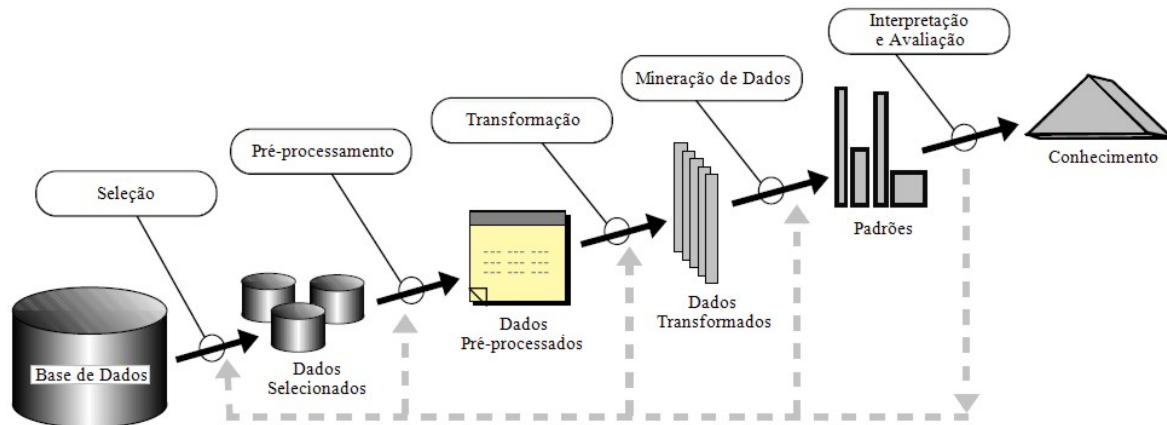 Interpretação
e Avaliação
Mineração de Dados
Transformação
Pré-processamento
Seleção
Base de Dados
Dados
Selecionados
Dados
Pré-processados
Dados
Transformados
Padrões
Conhecimento